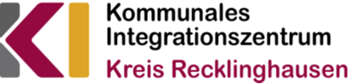 Kommunales
Integrationszentrum
Kreis Recklinghausen